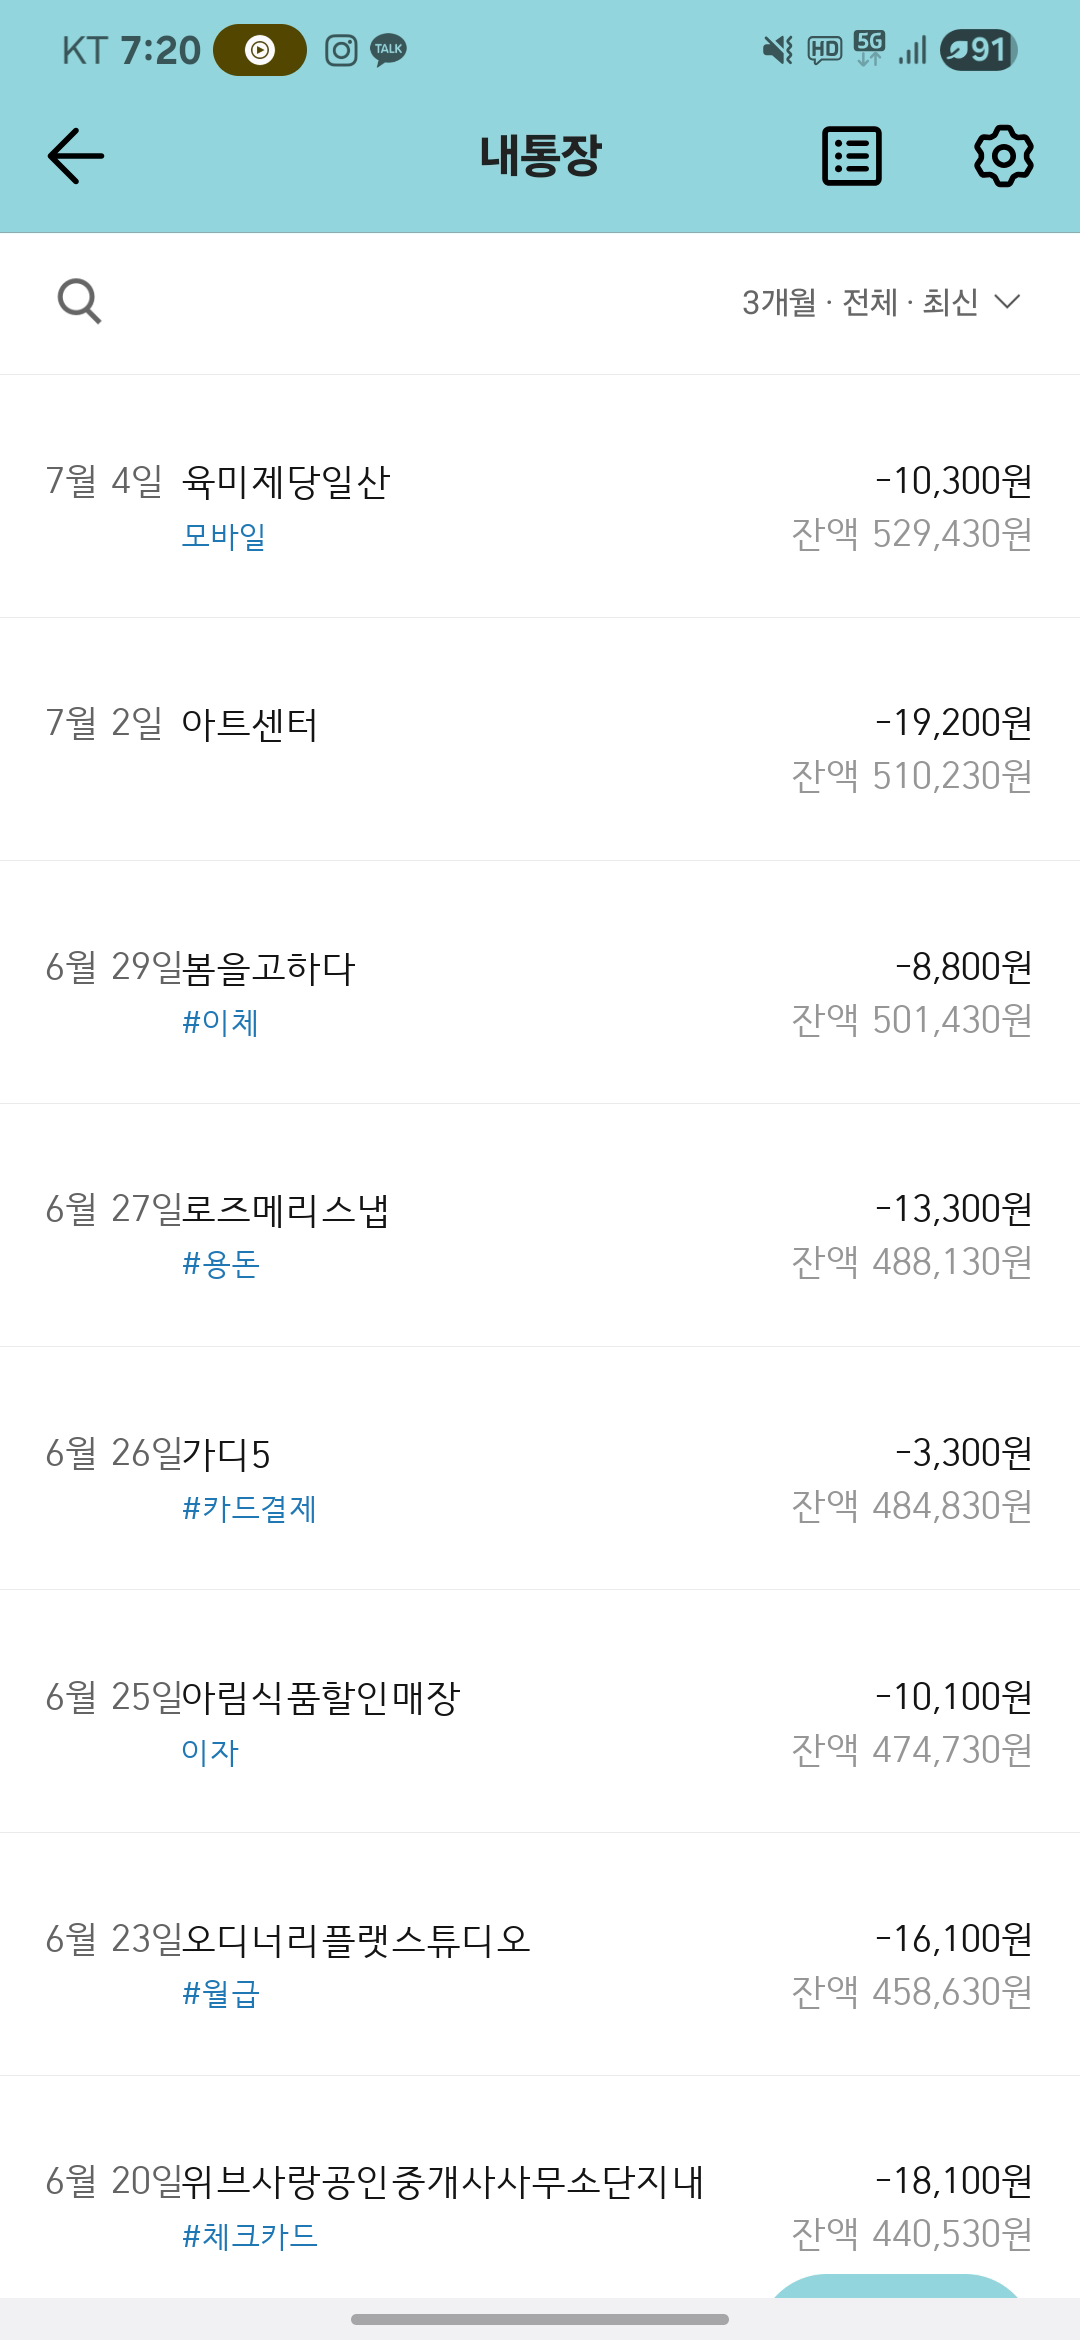 KT 7:20 TALK HD 5G 91
내통장
3개월 · 전체 · 최신
7월 4일 육미제당일산 -10,300원
모바일 잔액 529,430원
7월 2일 아트센터 -19,200원
잔액 510,230원
6월 29일 봄을고하다 -8,800원
#이체 잔액 501,430원
6월 27일 로즈메리스냅 -13,300원
#용돈 잔액 488,130원
6월 26일 가디5 -3,300원
#카드결제 잔액 484,830원
6월 25일 아림식품할인매장 -10,100원
이자 잔액 474,730원
6월 23일 오디너리플랫스튜디오 -16,100원
#월급 잔액 458,630원
6월 20일 위브사랑공인중개사사무소단지내 -18,100원
#체크카드 잔액 440,530원